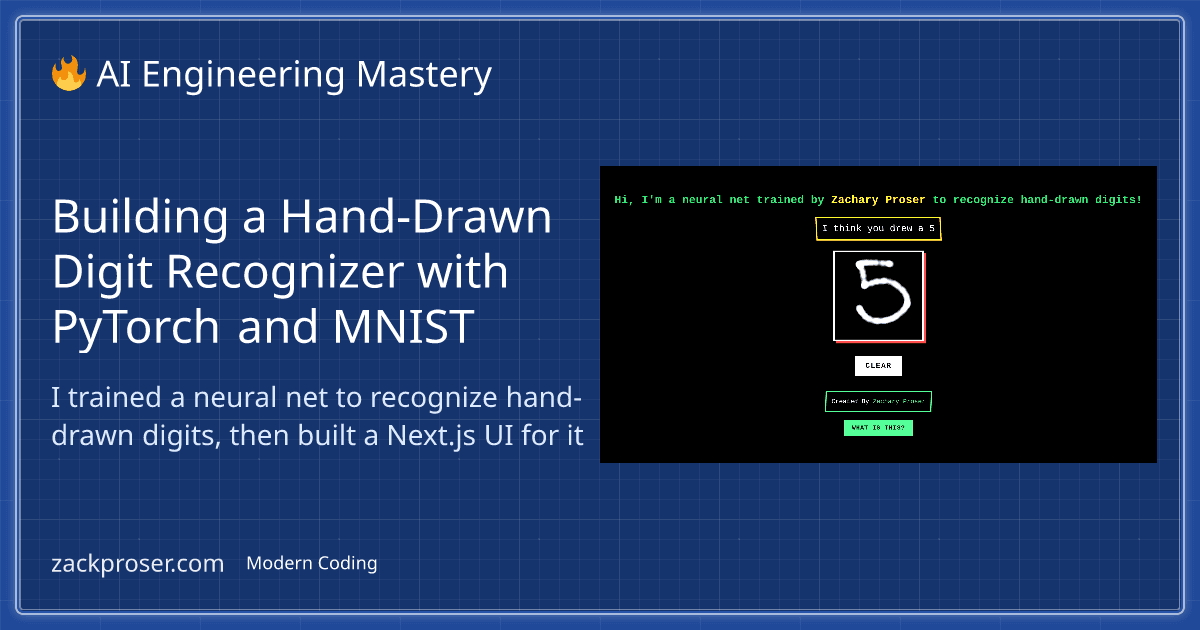 🔥 AI Engineering Mastery
Building a Hand-Drawn
Digit Recognizer with
PyTorch and MNIST
I trained a neural net to recognize hand-
drawn digits, then built a Next.js UI for it
Hi, I'm a neural net trained by Zachary Proser to recognize hand-drawn digits!
I think you drew a 5
5
CLEAR
Created By Zachary Proser
WHAT IS THIS?
zackproser.com Modern Coding